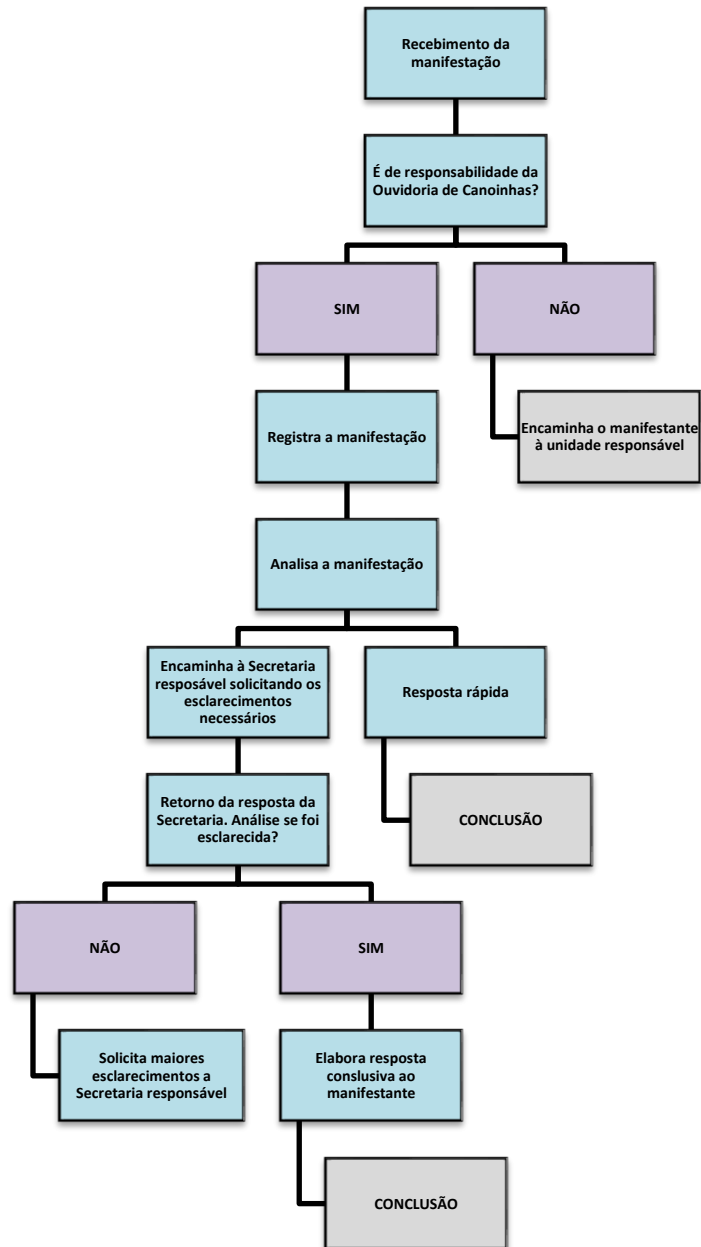 Recebimento da
manifestação
É de responsabilidade da
Ouvidoria de Canoinhas?
SIM
NÃO
Registra a manifestação
Encaminha o manifestante
à unidade responsável
Analisa a manifestação
Encaminha à Secretaria
resposável solicitando os
esclarecimentos
necessários
Resposta rápida
Retorno da resposta da
Secretaria. Análise se foi
esclarecida?
CONCLUSÃO
NÃO
SIM
Solicita maiores
esclarecimentos a
Secretaria responsável
Elabora resposta
conslusiva ao
manifestante
CONCLUSÃO